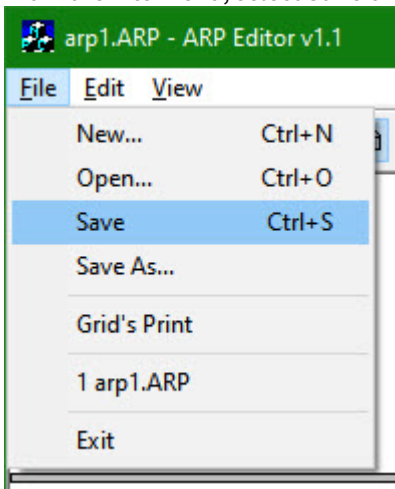 arp1.ARP - ARP Editor v1.1
File Edit View
New... Ctrl+N
Open... Ctrl+O
Save Ctrl+S
Save As...
Grid's Print
1 arp1.ARP
Exit